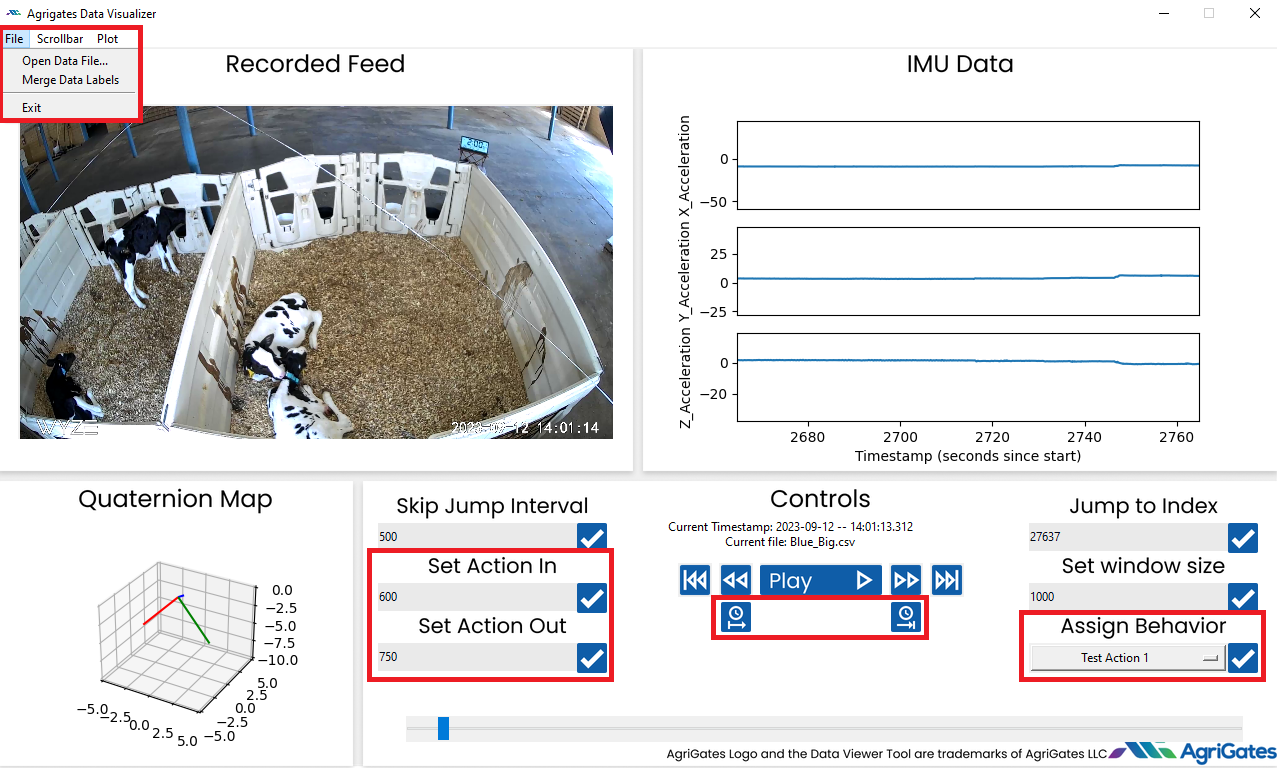 Agrigates Data Visualizer
File Scrollbar Plot
Open Data File...
Merge Data Labels
Exit
Recorded Feed
2:00
WYZE
2023-09-12 14:01:14
IMU Data
X_Acceleration
0
−50
Y_Acceleration
25
0
−25
Z_Acceleration
0
−20
2680 2700 2720 2740 2760
Timestamp (seconds since start)
Quaternion Map
0.0
−2.5
−5.0
−7.5
−10.0
5.0
2.5
0.0
−2.5
−5.0
−5.0
−2.5
0.0
2.5
5.0
Skip Jump Interval
500
Set Action In
600
Set Action Out
750
Controls
Current Timestamp: 2023-09-12 -- 14:01:13.312
Current file: Blue_Big.csv
Play
Jump to Index
27637
Set window size
1000
Assign Behavior
Test Action 1
AgriGates Logo and the Data Viewer Tool are trademarks of AgriGates LLC
AgriGates